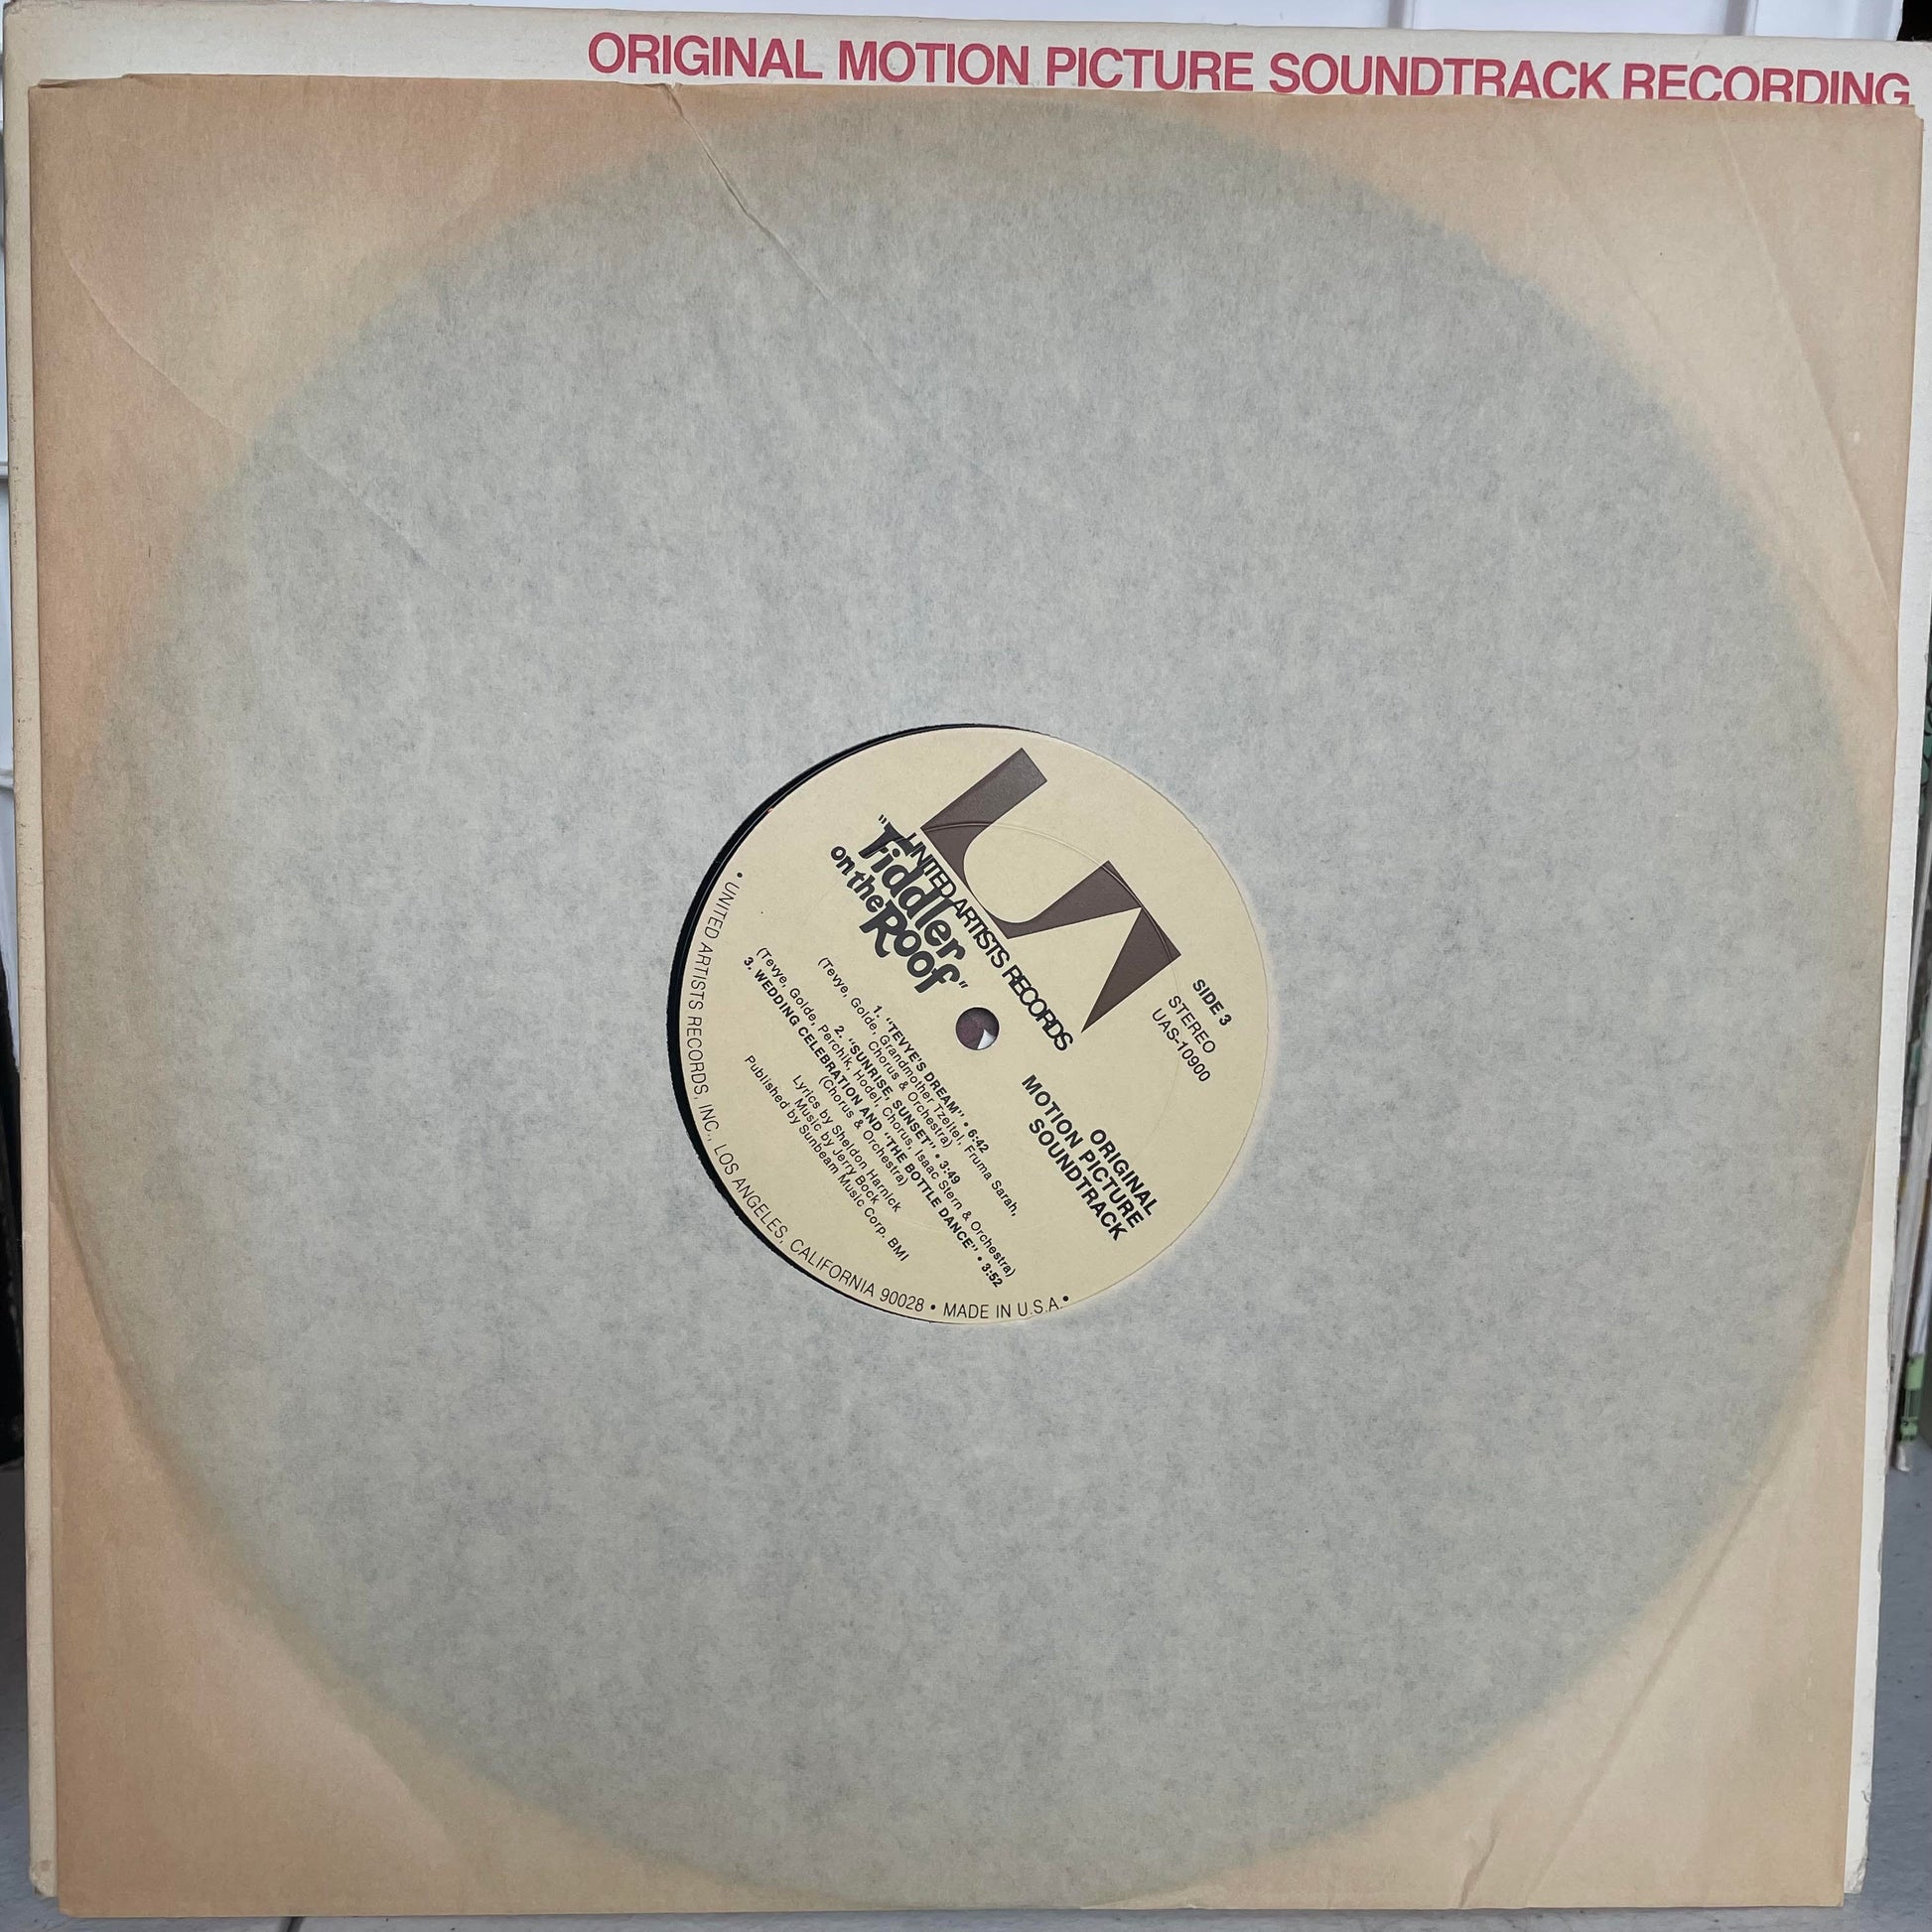 ORIGINAL MOTION PICTURE SOUNDTRACK RECORDING
UA
UNITED ARTISTS RECORDS
"Fiddler
on the Roof"
SIDE 3
STEREO
UAS-10900
ORIGINAL
MOTION PICTURE
SOUNDTRACK
1. "TEVYE'S DREAM" • 6:42
(Tevye, Golde, Grandmother Tzeitel, Fruma Sarah,
Chorus & Orchestra)
2. "SUNRISE, SUNSET" • 3:49
(Tevye, Golde, Perchik, Hodel, Chorus, Isaac Stern & Orchestra)
3. WEDDING CELEBRATION AND "THE BOTTLE DANCE" • 3:52
(Chorus & Orchestra)
Lyrics by Sheldon Harnick
Music by Jerry Bock
Published by Sunbeam Music Corp. BMI
• UNITED ARTISTS RECORDS, INC., LOS ANGELES, CALIFORNIA 90028 • MADE IN U.S.A. •